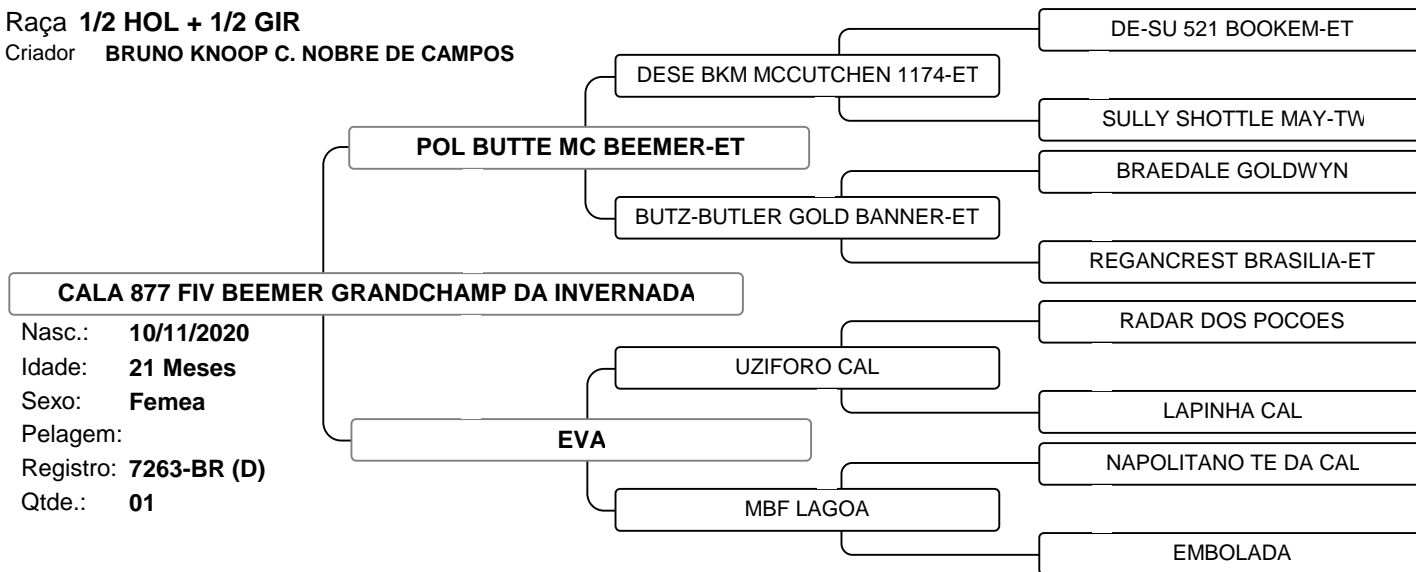 Raça 1/2 HOL + 1/2 GIR
Criador BRUNO KNOOP C. NOBRE DE CAMPOS
DE-SU 521 BOOKEM-ET
DESE BKM MCCUTCHEN 1174-ET
SULLY SHOTTLE MAY-TW
POL BUTTE MC BEEMER-ET
BRAEDALE GOLDWYN
BUTZ-BUTLER GOLD BANNER-ET
REGANCREST BRASILIA-ET
CALA 877 FIV BEEMER GRANDCHAMP DA INVERNADA
Nasc.: 10/11/2020
Idade: 21 Meses
Sexo: Femea
Pelagem:
Registro: 7263-BR (D)
Qtde.: 01
RADAR DOS POCOES
UZIFORO CAL
LAPINHA CAL
EVA
NAPOLITANO TE DA CAL
MBF LAGOA
EMBOLADA